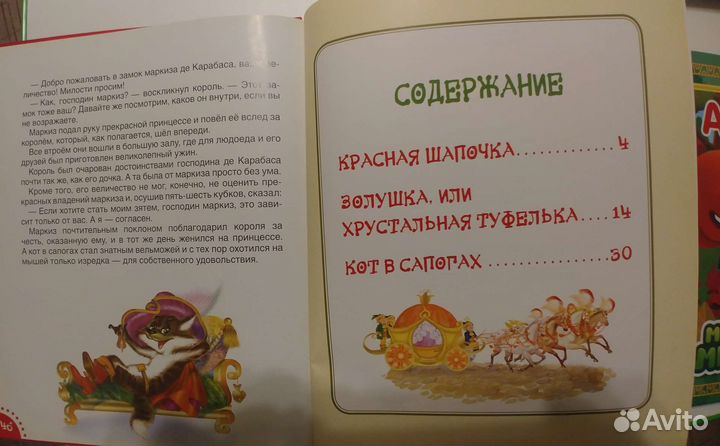 — Добро пожаловать в замок маркиза де Карабаса, ва
личество! Милости просим!
— Как, господин маркиз? — воскликнул король. — Этот за-
мок тоже ваш? Давайте же посмотрим, каков он внутри, если вы
не возражаете.
Маркиз подал руку прекрасной принцессе и повёл её вслед за
королём, который, как полагается, шёл впереди.
Все втроём они вошли в большую залу, где для людоеда и его
друзей был приготовлен великолепный ужин.
Король был очарован достоинствами господина де Карабаса
почти так же, как его дочка. А та была от маркиза просто без ума.
Кроме того, его величество не мог, конечно, не оценить пре-
красных владений маркиза и, осушив пять-шесть кубков, сказал:
— Если хотите стать моим зятем, господин маркиз, это зави-
сит только от вас. А я — согласен.
Маркиз почтительным поклоном поблагодарил короля за
честь, оказанную ему, и в тот же день женился на принцессе.
А кот в сапогах стал знатным вельможей и с тех пор охотился на
мышей только изредка — для собственного удовольствия.
СОДЕРЖАНИЕ
КРАСНАЯ ШАПОЧКА............. 4
ЗОЛУШКА, ИЛИ
ХРУСТАЛЬНАЯ ТУФЕЛЬКА.... 14
КОТ В САПОГАХ ............... 30
Avito